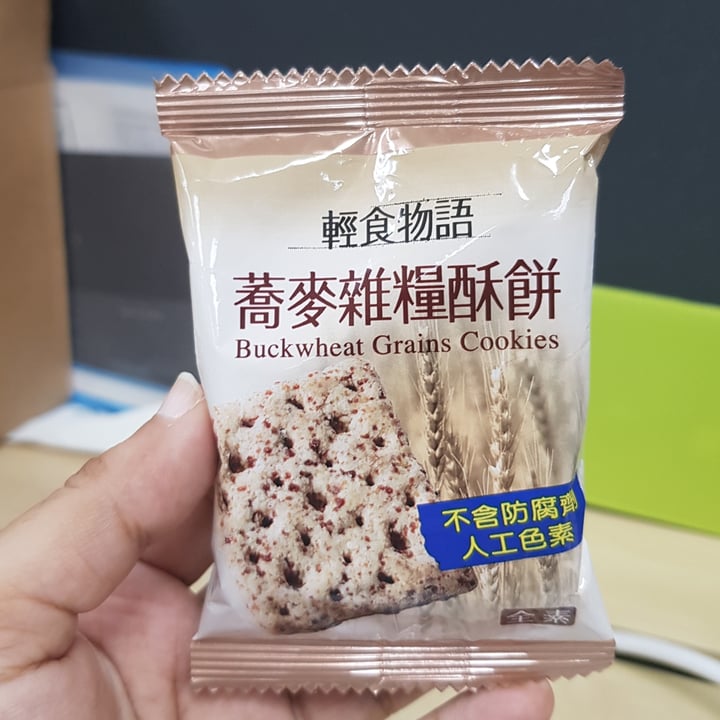 輕食物語
蕎麥雜糧酥餅
Buckwheat Grains Cookies
不含防腐劑
人工色素
全素